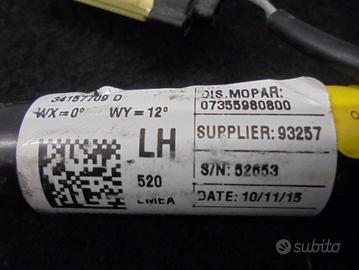 34157709 D
WX=0° WY=12°
LH
520
EMEA
DIS.MOPAR:
07355980800
SUPPLIER:93257
S/N: 52653
DATE: 10/11/15
subito